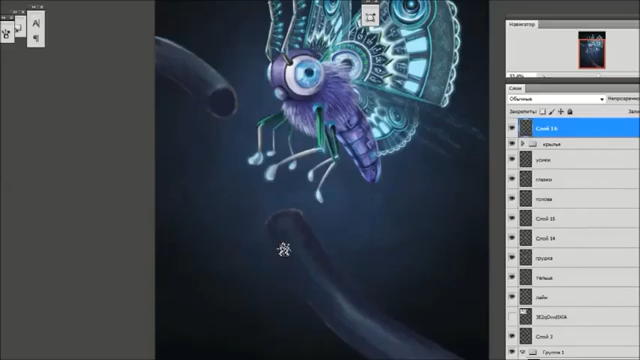 A
¶
Навигатор
Слои
Обычные
Непрозрачн
Закрепить:
Слой 16
крылья
усики
глазки
голова
Слой 15
Слой 14
грудка
тельце
лайн
Слой 2
Группа 1